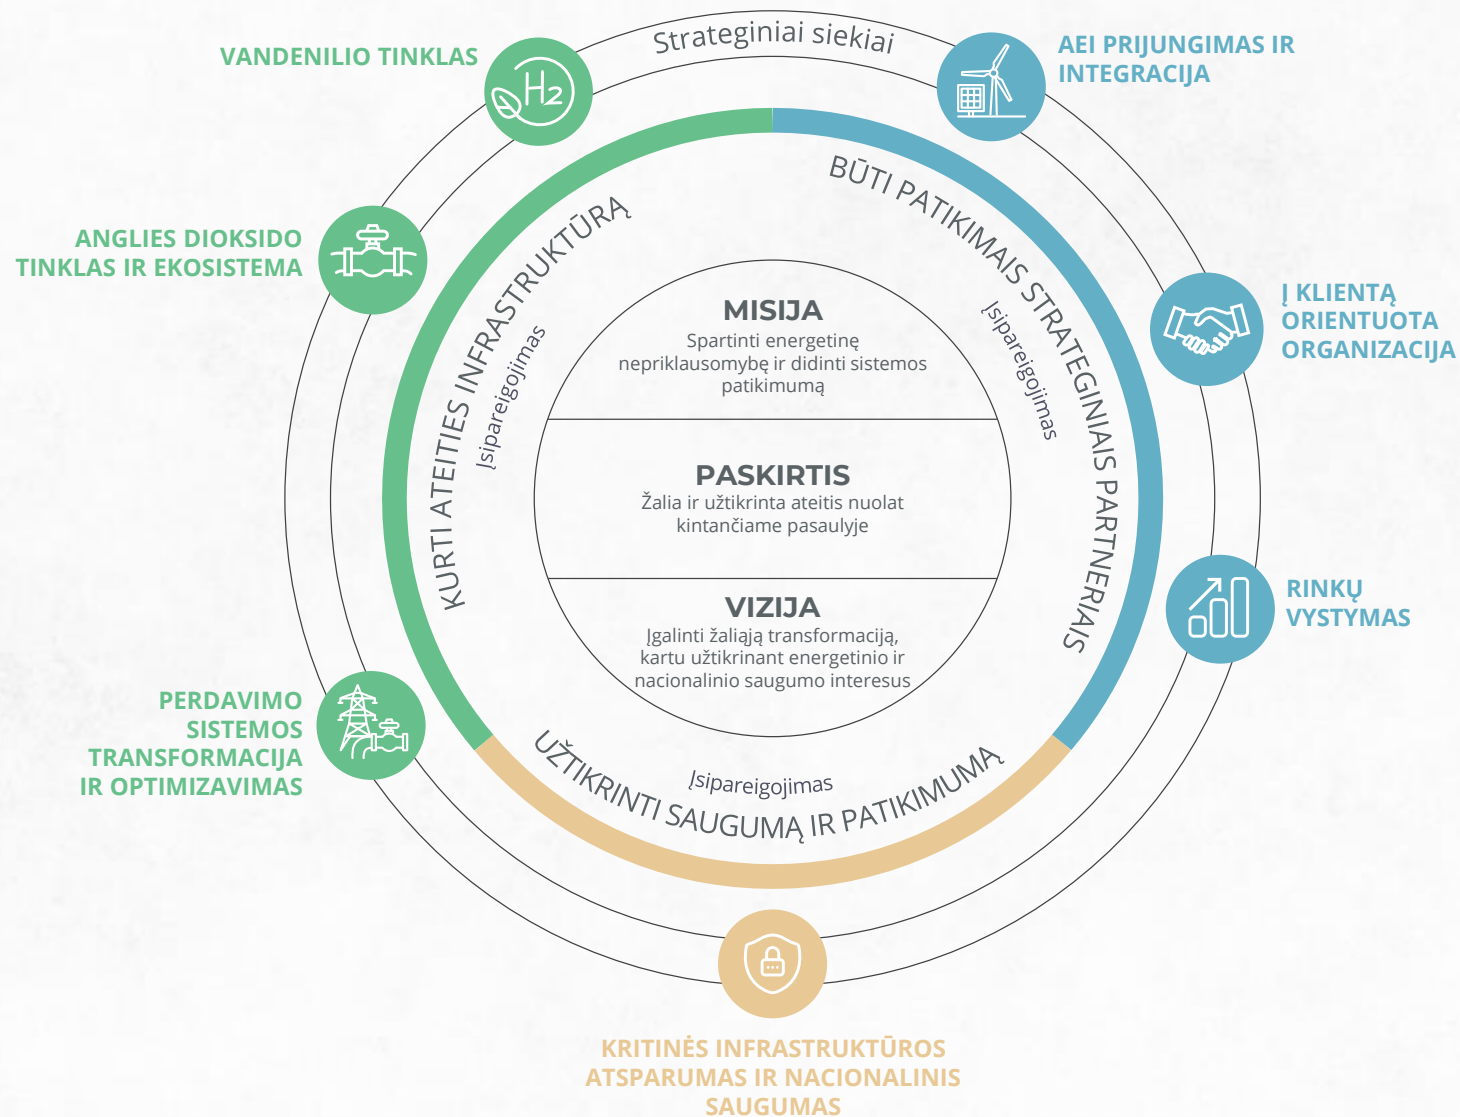 Strateginiai siekiai
VANDENILIO TINKLAS
H2
AEI PRIJUNGIMAS IR
INTEGRACIJA
ANGLIES DIOKSIDO
TINKLAS IR EKOSISTEMA
Į KLIENTĄ
ORIENTUOTA
ORGANIZACIJA
KURTI ATEITIES INFRASTRUKTŪRĄ
Įsipareigojimas
BŪTI PATIKIMAIS STRATEGINIAIS PARTNERIAIS
Įsipareigojimas
MISIJA
Spartinti energetinę
nepriklausomybę ir didinti sistemos
patikimumą
PASKIRTIS
Žalia ir užtikrinta ateitis nuolat
kintančiame pasaulyje
VIZIJA
Įgalinti žaliąją transformaciją,
kartu užtikrinant energetinio ir
nacionalinio saugumo interesus
RINKŲ
VYSTYMAS
PERDAVIMO
SISTEMOS
TRANSFORMACIJA
IR OPTIMIZAVIMAS
Įsipareigojimas
UŽTIKRINTI SAUGUMĄ IR PATIKIMUMĄ
KRITINĖS INFRASTRUKTŪROS
ATSPARUMAS IR NACIONALINIS
SAUGUMAS